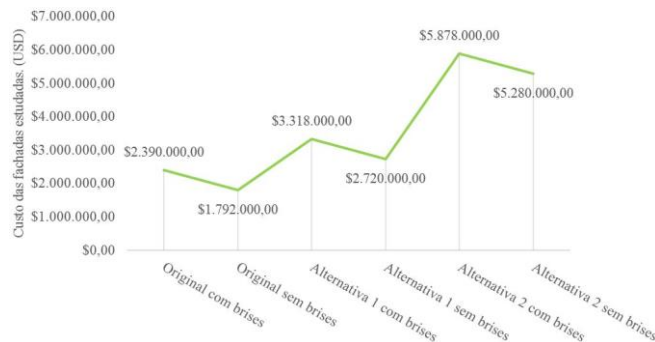 Custo das fachadas estudadas. (USD)
$7.000.000,00
$6.000.000,00
$5.000.000,00
$4.000.000,00
$3.000.000,00
$2.000.000,00
$1.000.000,00
$0,00
$2.390.000,00
$1.792.000,00
$3.318.000,00
$2.720.000,00
$5.878.000,00
$5.280.000,00
Original com brises
Original sem brises
Alternativa 1 com brises
Alternativa 1 sem brises
Alternativa 2 com brises
Alternativa 2 sem brises